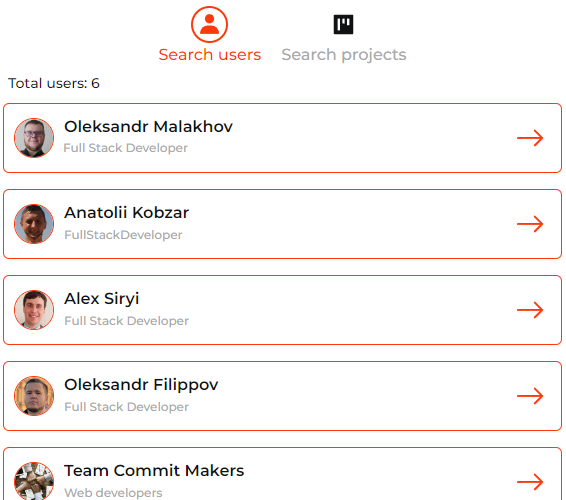 Search users
Search projects
Total users: 6
Oleksandr Malakhov
Full Stack Developer
Anatolii Kobzar
FullStackDeveloper
Alex Siryi
Full Stack Developer
Oleksandr Filippov
Full Stack Developer
Team Commit Makers
Web developers